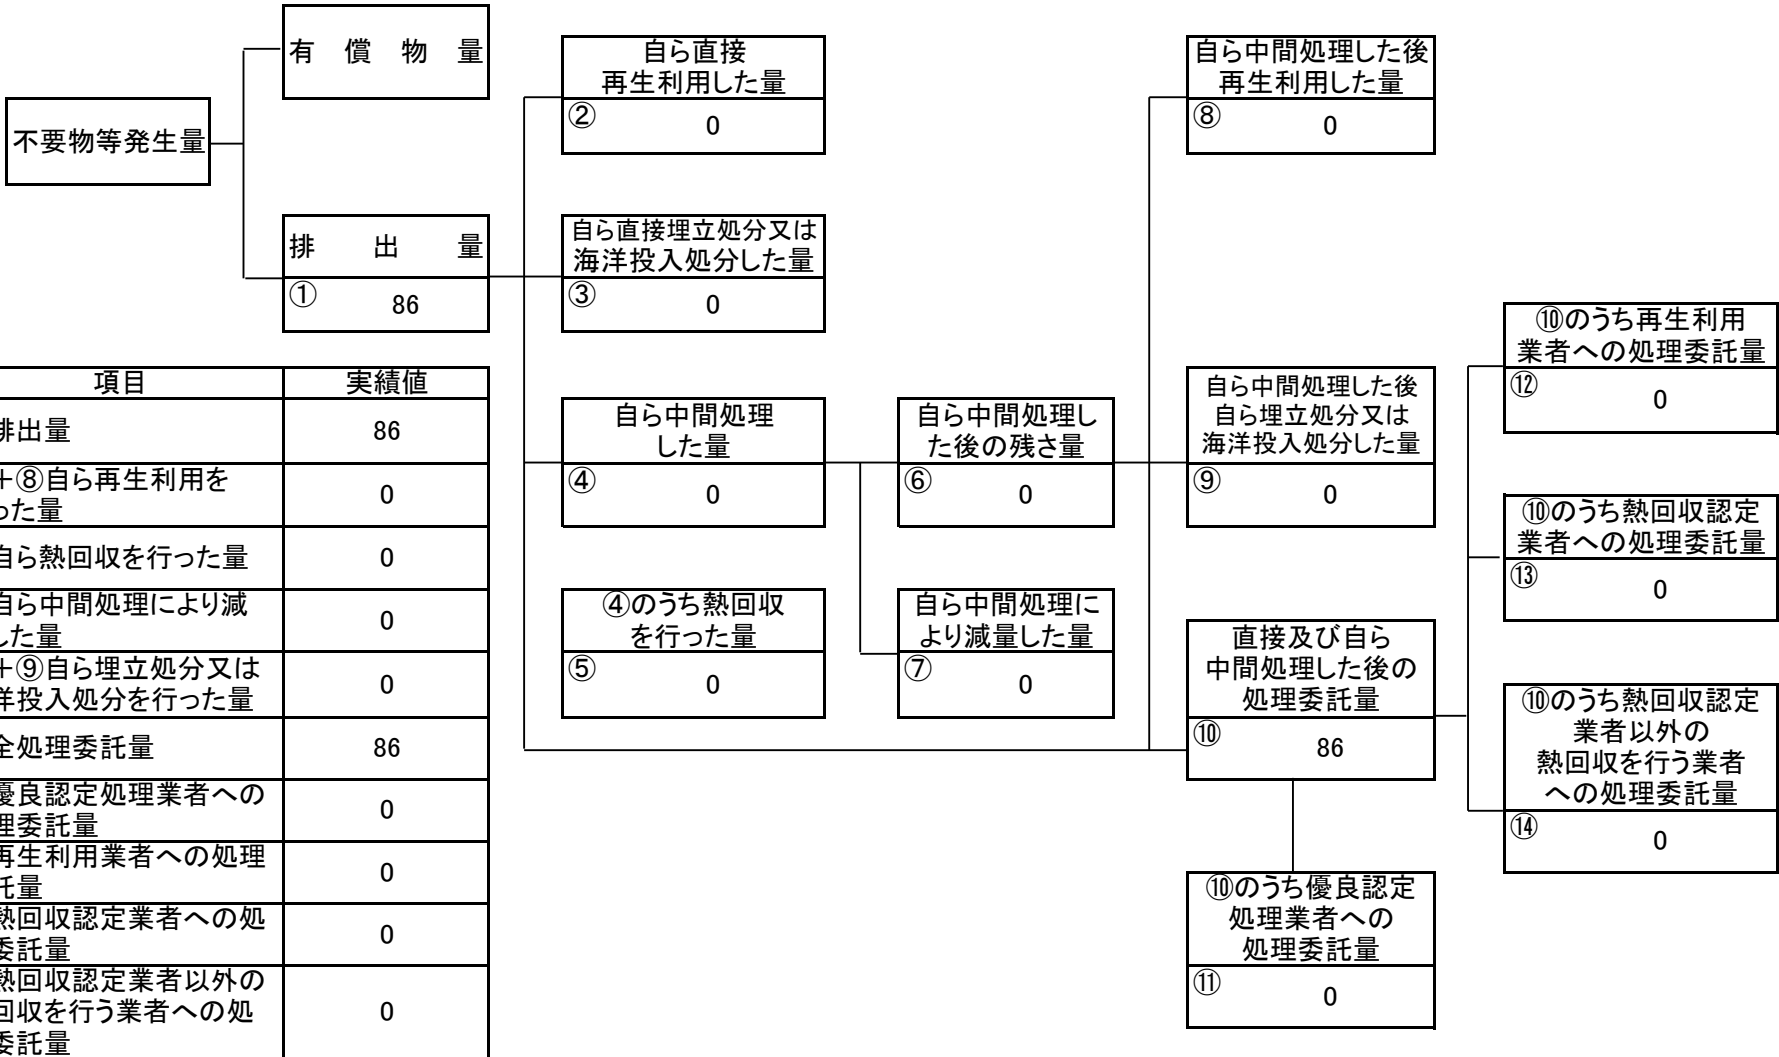 有償物量
不要物等発生量
排出量
① 86
自ら直接
再生利用した量
② 0
自ら直接埋立処分又は
海洋投入処分した量
③ 0
自ら中間処理
した量
④ 0
④のうち熱回収
を行った量
⑤ 0
自ら中間処理し
た後の残さ量
⑥ 0
自ら中間処理に
より減量した量
⑦ 0
自ら中間処理した後
再生利用した量
⑧ 0
自ら中間処理した後
自ら埋立処分又は
海洋投入処分した量
⑨ 0
直接及び自ら
中間処理した後の
処理委託量
⑩ 86
⑩のうち優良認定
処理業者への
処理委託量
⑪ 0
⑩のうち再生利用
業者への処理委託量
⑫ 0
⑩のうち熱回収認定
業者への処理委託量
⑬ 0
⑩のうち熱回収認定
業者以外の
熱回収を行う業者
への処理委託量
⑭ 0
項目 実績値
排出量 86
+⑧自ら再生利用を
った量 0
自ら熱回収を行った量 0
自ら中間処理により減
した量 0
+⑨自ら埋立処分又は
洋投入処分を行った量 0
全処理委託量 86
優良認定処理業者への
理委託量 0
再生利用業者への処理
託量 0
熱回収認定業者への処
委託量 0
熱回収認定業者以外の
回収を行う業者への処
委託量 0